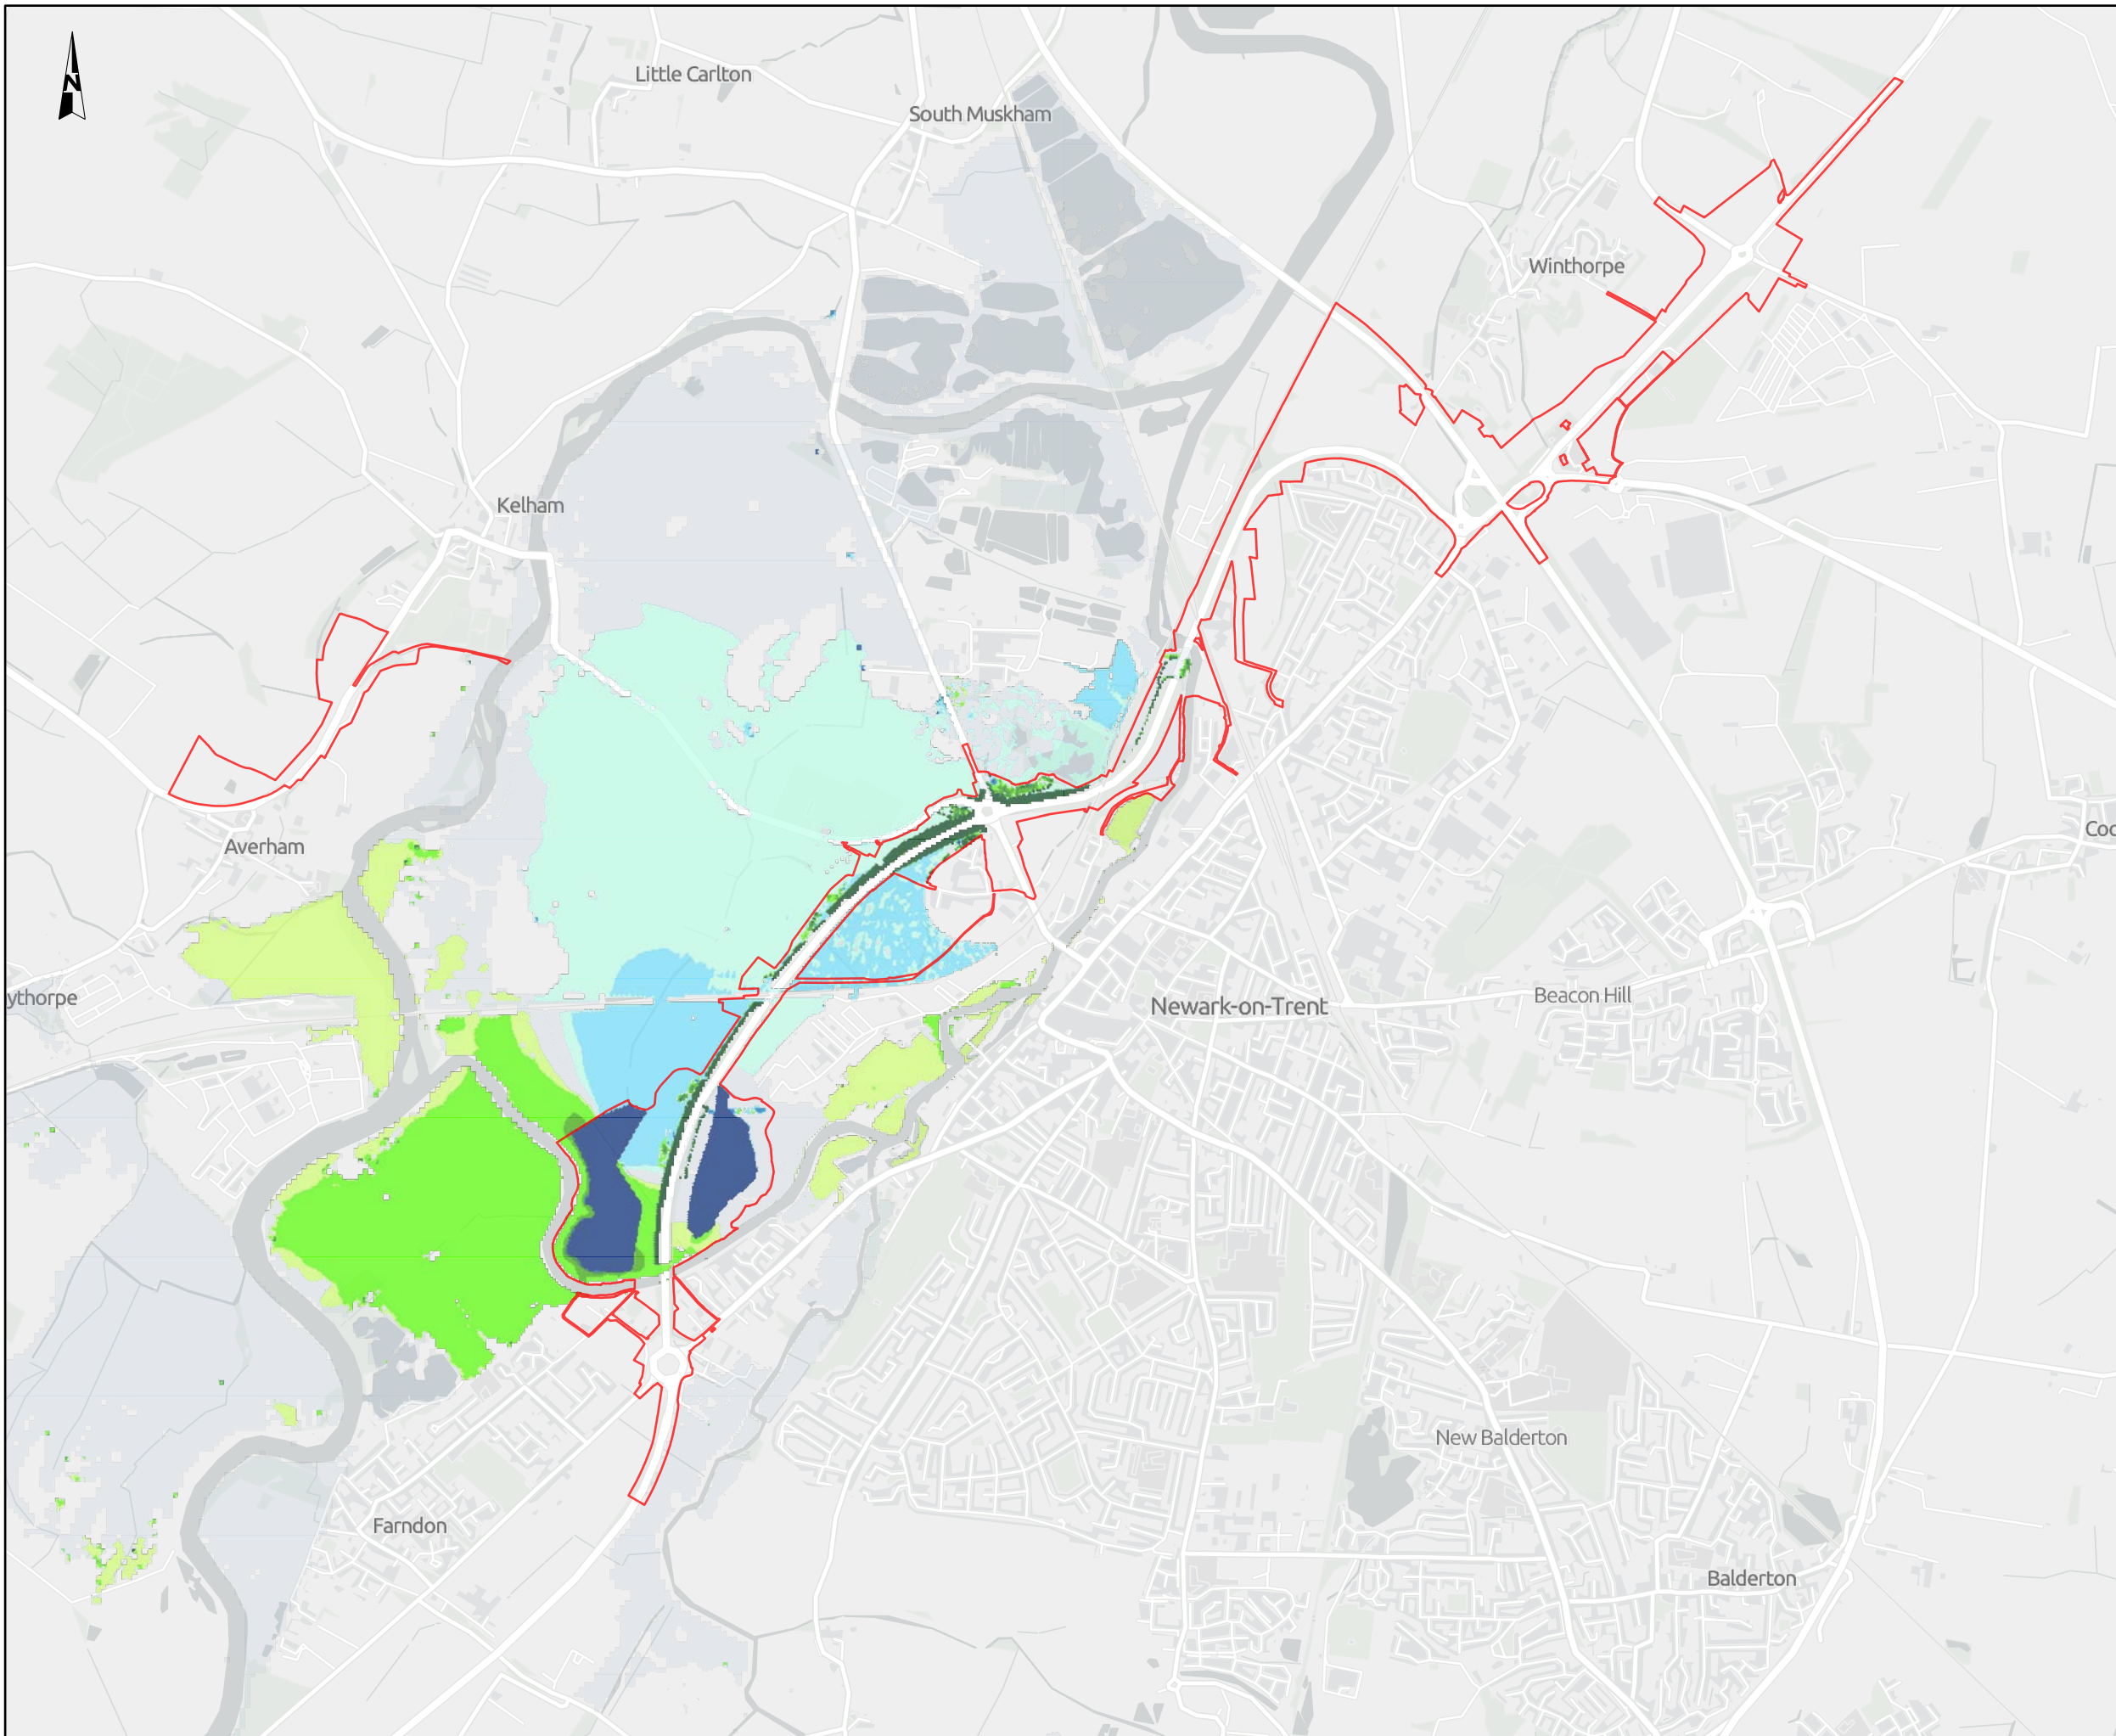 N
Little Carlton
South Muskham
Winthorpe
Kelham
Averham
Coc
ythorpe
Newark-on-Trent
Beacon Hill
New Balderton
Farndon
Balderton